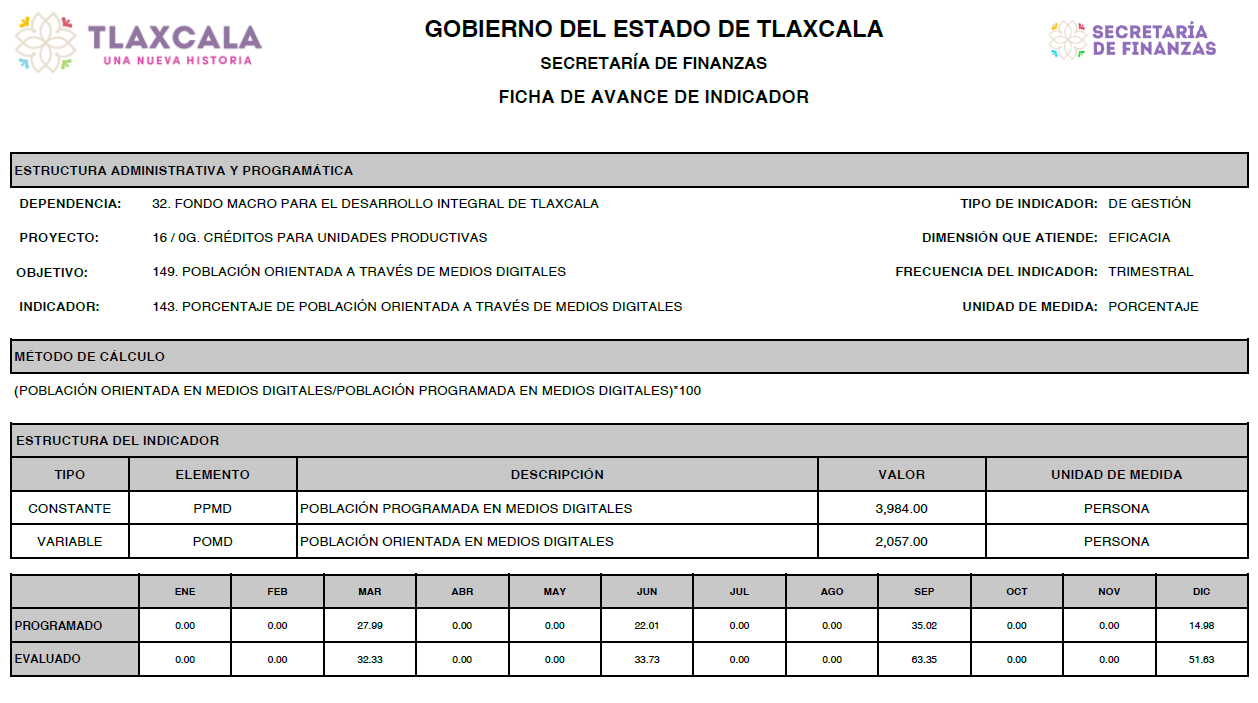 TLAXCALA
UNA NUEVA HISTORIA
GOBIERNO DEL ESTADO DE TLAXCALA
SECRETARÍA DE FINANZAS
FICHA DE AVANCE DE INDICADOR
SECRETARÍA
DE FINANZAS
ESTRUCTURA ADMINISTRATIVA Y PROGRAMÁTICA
DEPENDENCIA: 32. FONDO MACRO PARA EL DESARROLLO INTEGRAL DE TLAXCALA TIPO DE INDICADOR: DE GESTIÓN
PROYECTO: 16 / 0G. CRÉDITOS PARA UNIDADES PRODUCTIVAS DIMENSIÓN QUE ATIENDE: EFICACIA
OBJETIVO: 149. POBLACIÓN ORIENTADA A TRAVÉS DE MEDIOS DIGITALES FRECUENCIA DEL INDICADOR: TRIMESTRAL
INDICADOR: 143. PORCENTAJE DE POBLACIÓN ORIENTADA A TRAVÉS DE MEDIOS DIGITALES UNIDAD DE MEDIDA: PORCENTAJE
MÉTODO DE CÁLCULO
(POBLACIÓN ORIENTADA EN MEDIOS DIGITALES/POBLACIÓN PROGRAMADA EN MEDIOS DIGITALES)*100
ESTRUCTURA DEL INDICADOR
TIPO ELEMENTO DESCRIPCIÓN VALOR UNIDAD DE MEDIDA
CONSTANTE PPMD POBLACIÓN PROGRAMADA EN MEDIOS DIGITALES 3,984.00 PERSONA
VARIABLE POMD POBLACIÓN ORIENTADA EN MEDIOS DIGITALES 2,057.00 PERSONA
ENE FEB MAR ABR MAY JUN JUL AGO SEP OCT NOV DIC
PROGRAMADO 0.00 0.00 27.99 0.00 0.00 22.01 0.00 0.00 35.02 0.00 0.00 14.98
EVALUADO 0.00 0.00 32.33 0.00 0.00 33.73 0.00 0.00 63.35 0.00 0.00 51.63